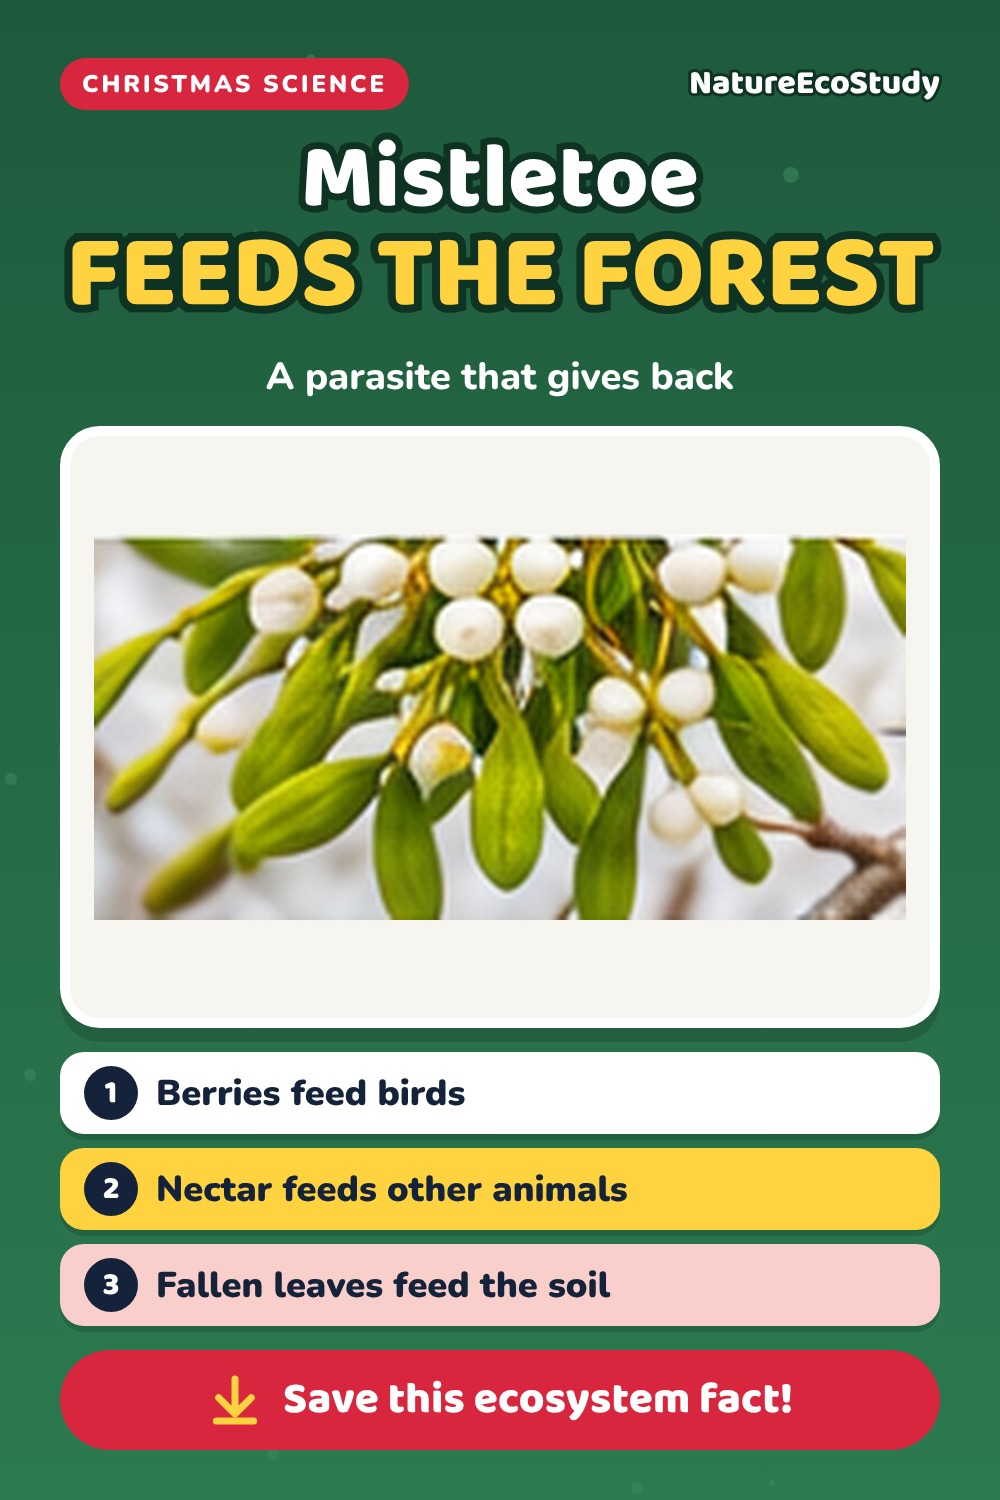 CHRISTMAS SCIENCE
NatureEcoStudy
Mistletoe
FEEDS THE FOREST
A parasite that gives back
1 Berries feed birds
2 Nectar feeds other animals
3 Fallen leaves feed the soil
Save this ecosystem fact!